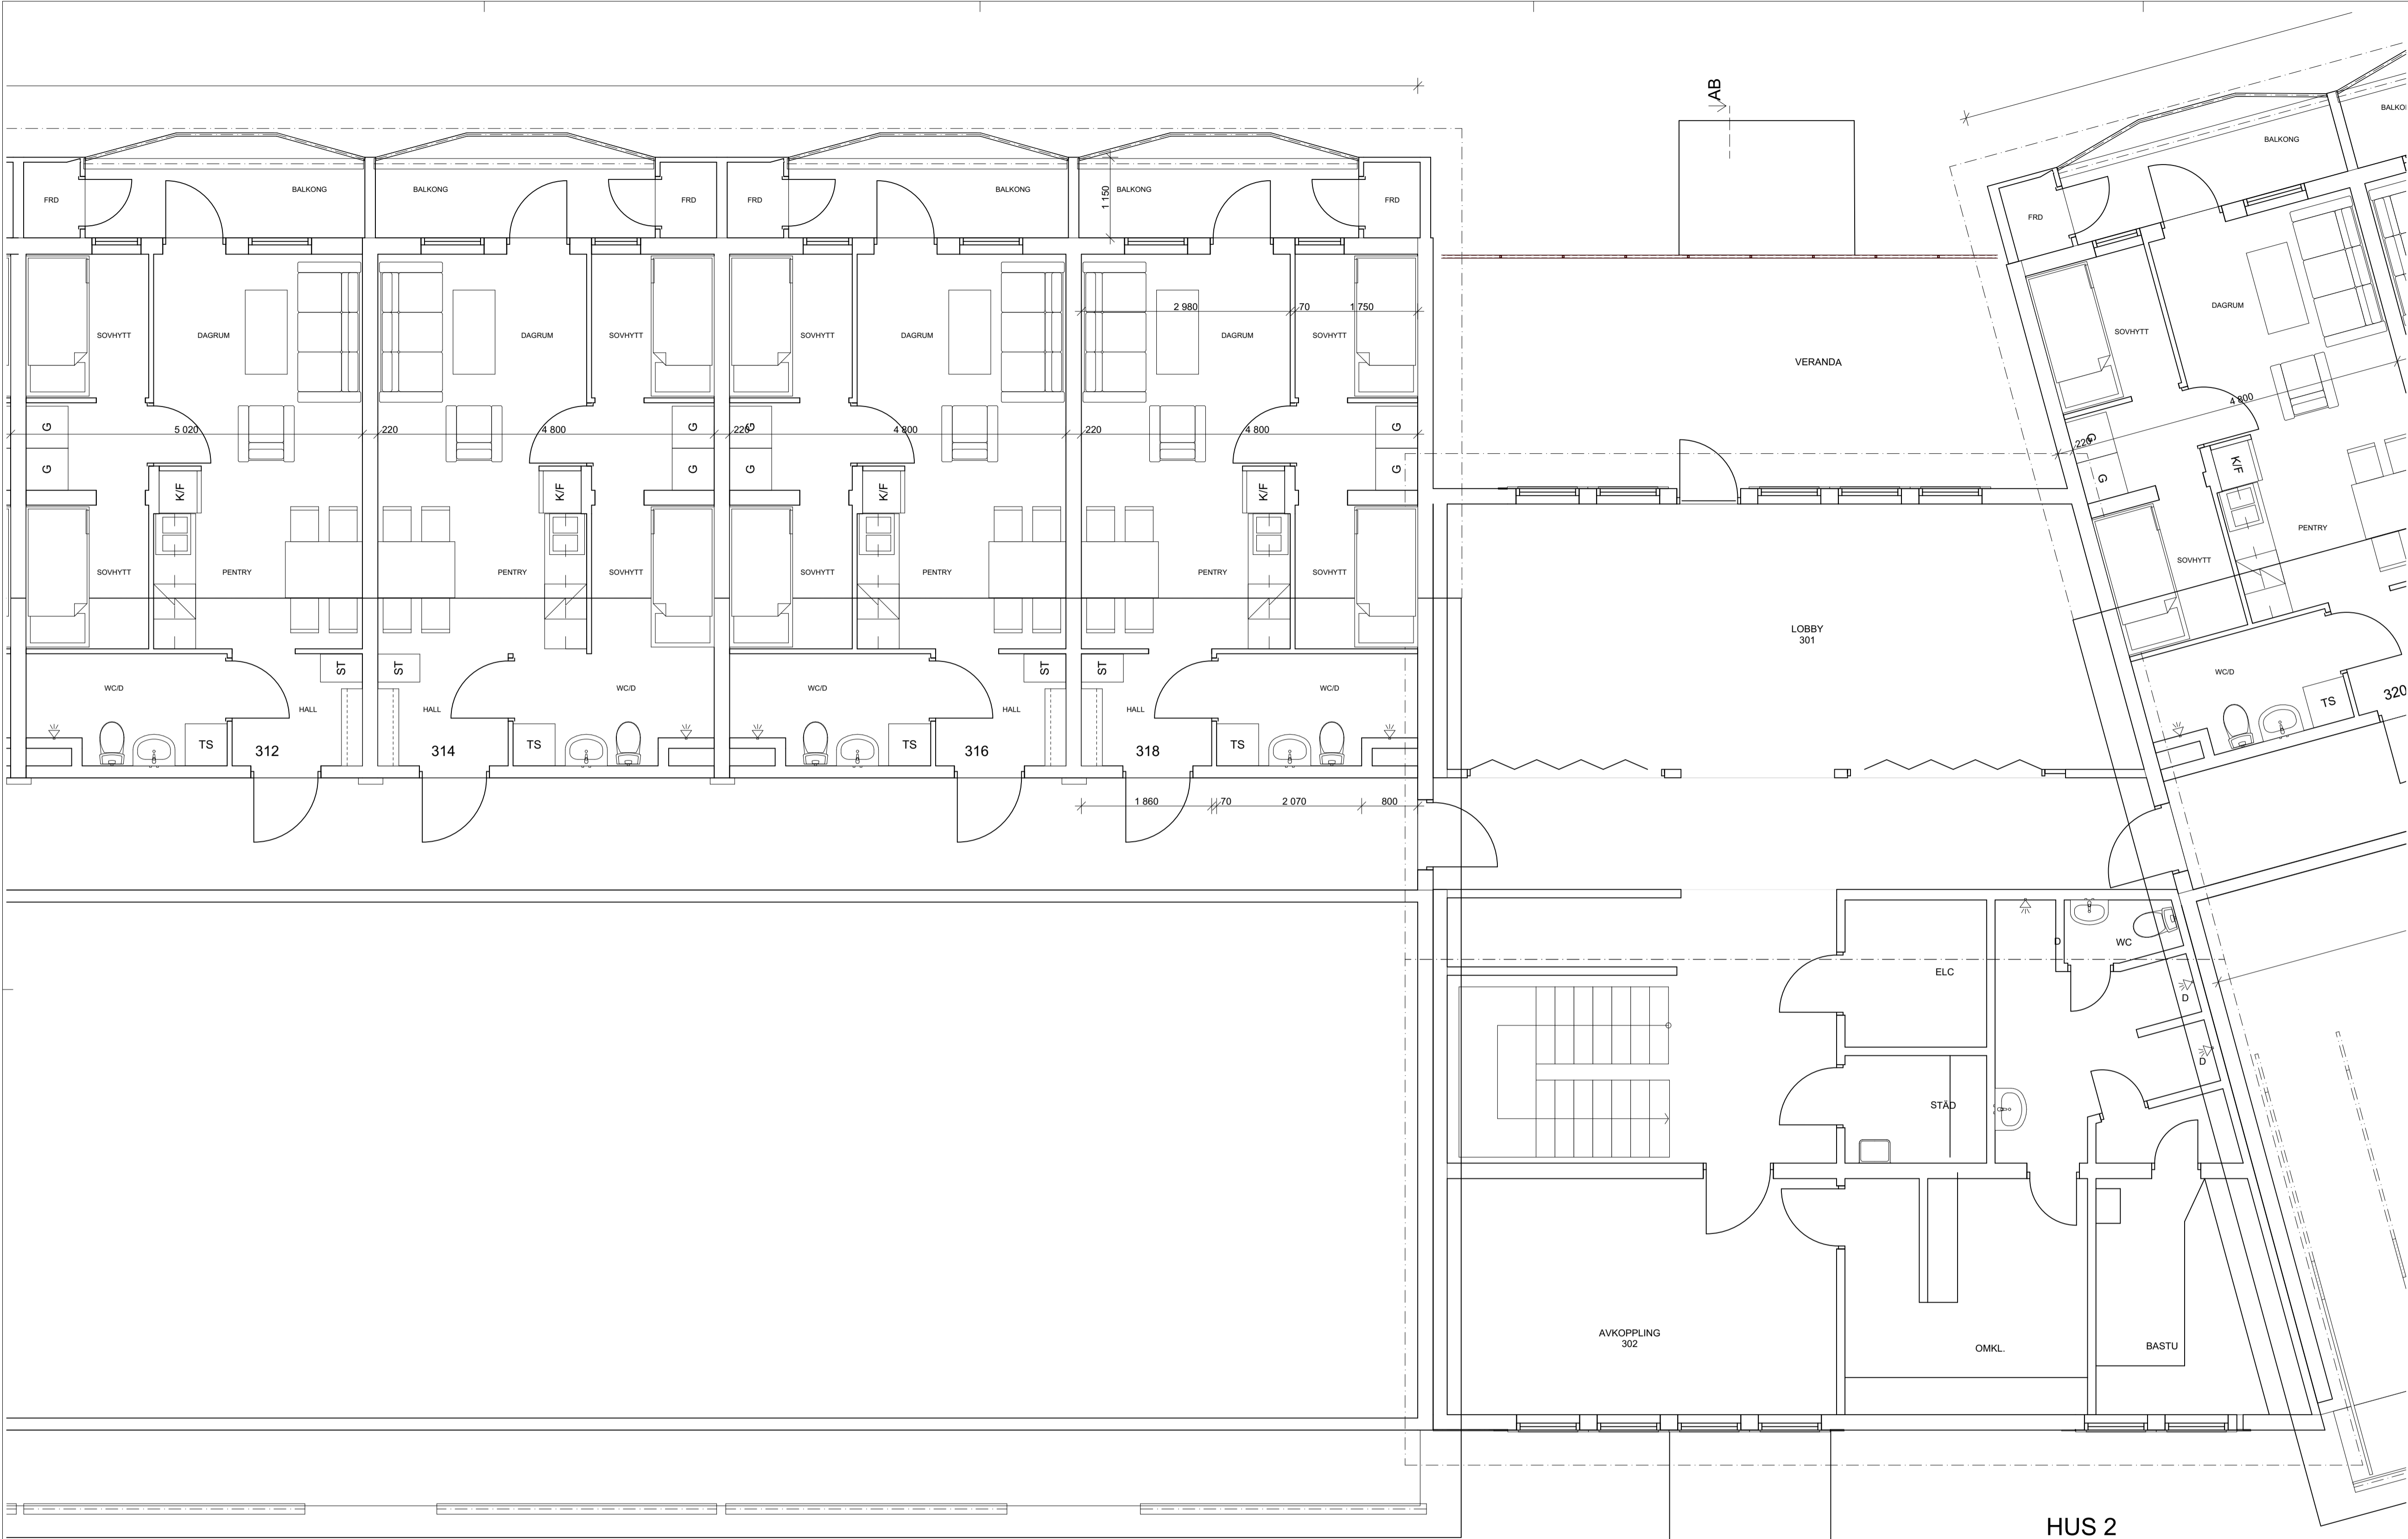 AB
BALKO
BALKONG
FRD
BALKONG
BALKONG
FRD
FRD
BALKONG
BALKONG
1 150
FRD
FRD
SOVHYTT
DAGRUM
DAGRUM
SOVHYTT
SOVHYTT
DAGRUM
2 980
70
1 750
DAGRUM
SOVHYTT
VERANDA
SOVHYTT
DAGRUM
G
5 020
220
4 800
G
220
G
4 800
220
4 800
G
220
4 800
G
G
G
G
G
G
K/F
K/F
K/F
K/F
K/F
SOVHYTT
PENTRY
PENTRY
SOVHYTT
SOVHYTT
PENTRY
PENTRY
SOVHYTT
SOVHYTT
PENTRY
LOBBY
301
ST
ST
ST
ST
WC/D
HALL
HALL
WC/D
WC/D
HALL
HALL
WC/D
WC/D
TS
312
314
TS
TS
316
318
TS
TS
320
1 860
70
2 070
800
ELC
D
WC
D
D
STÄD
AVKOPPLING
302
OMKL.
BASTU
HUS 2